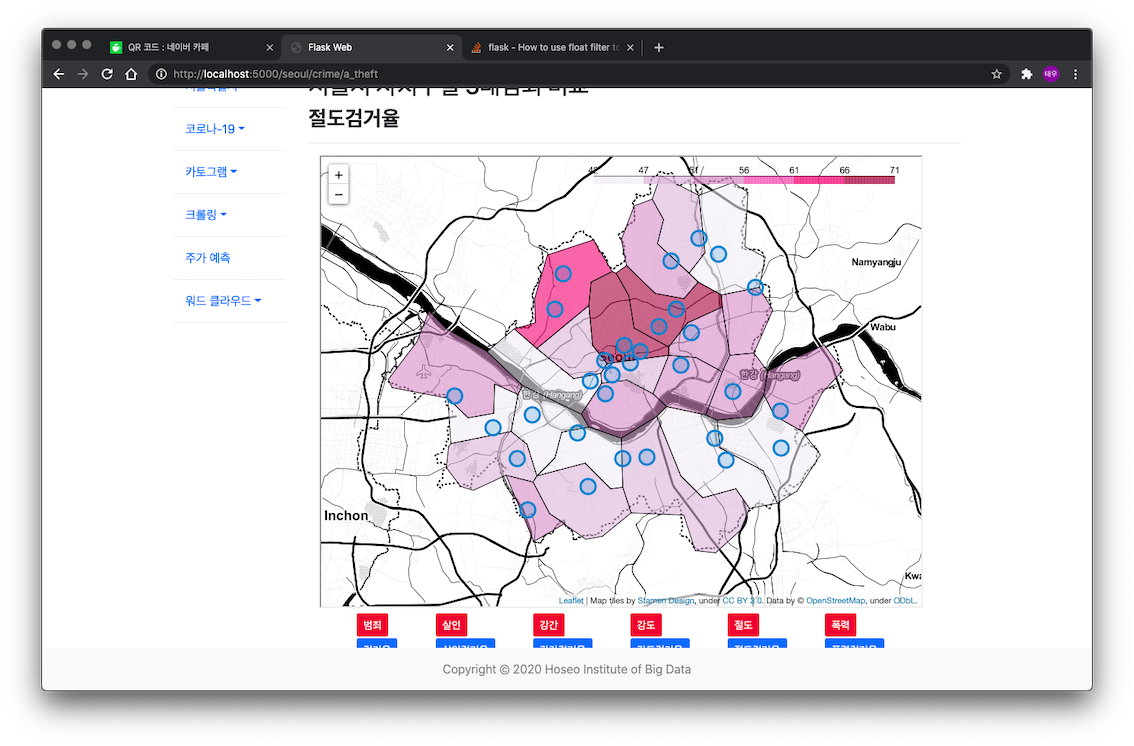 QR 코드 : 네이버 카페
Flask Web
flask - How to use float filter to
http://localhost:5000/seoul/crime/a_theft
태우
절도검거율
코로나-19
카토그램
크롤링
주가 예측
워드 클라우드
+
−
42 47 51 56 61 66 71
Namyangju
Wabu
Seoul
한강 (Hangang)
한강 (Hangang)
Inchon
Leaflet | Map tiles by Stamen Design, under CC BY 3.0. Data by © OpenStreetMap, under ODbL.
범죄 살인 강간 강도 절도 폭력
Copyright © 2020 Hoseo Institute of Big Data